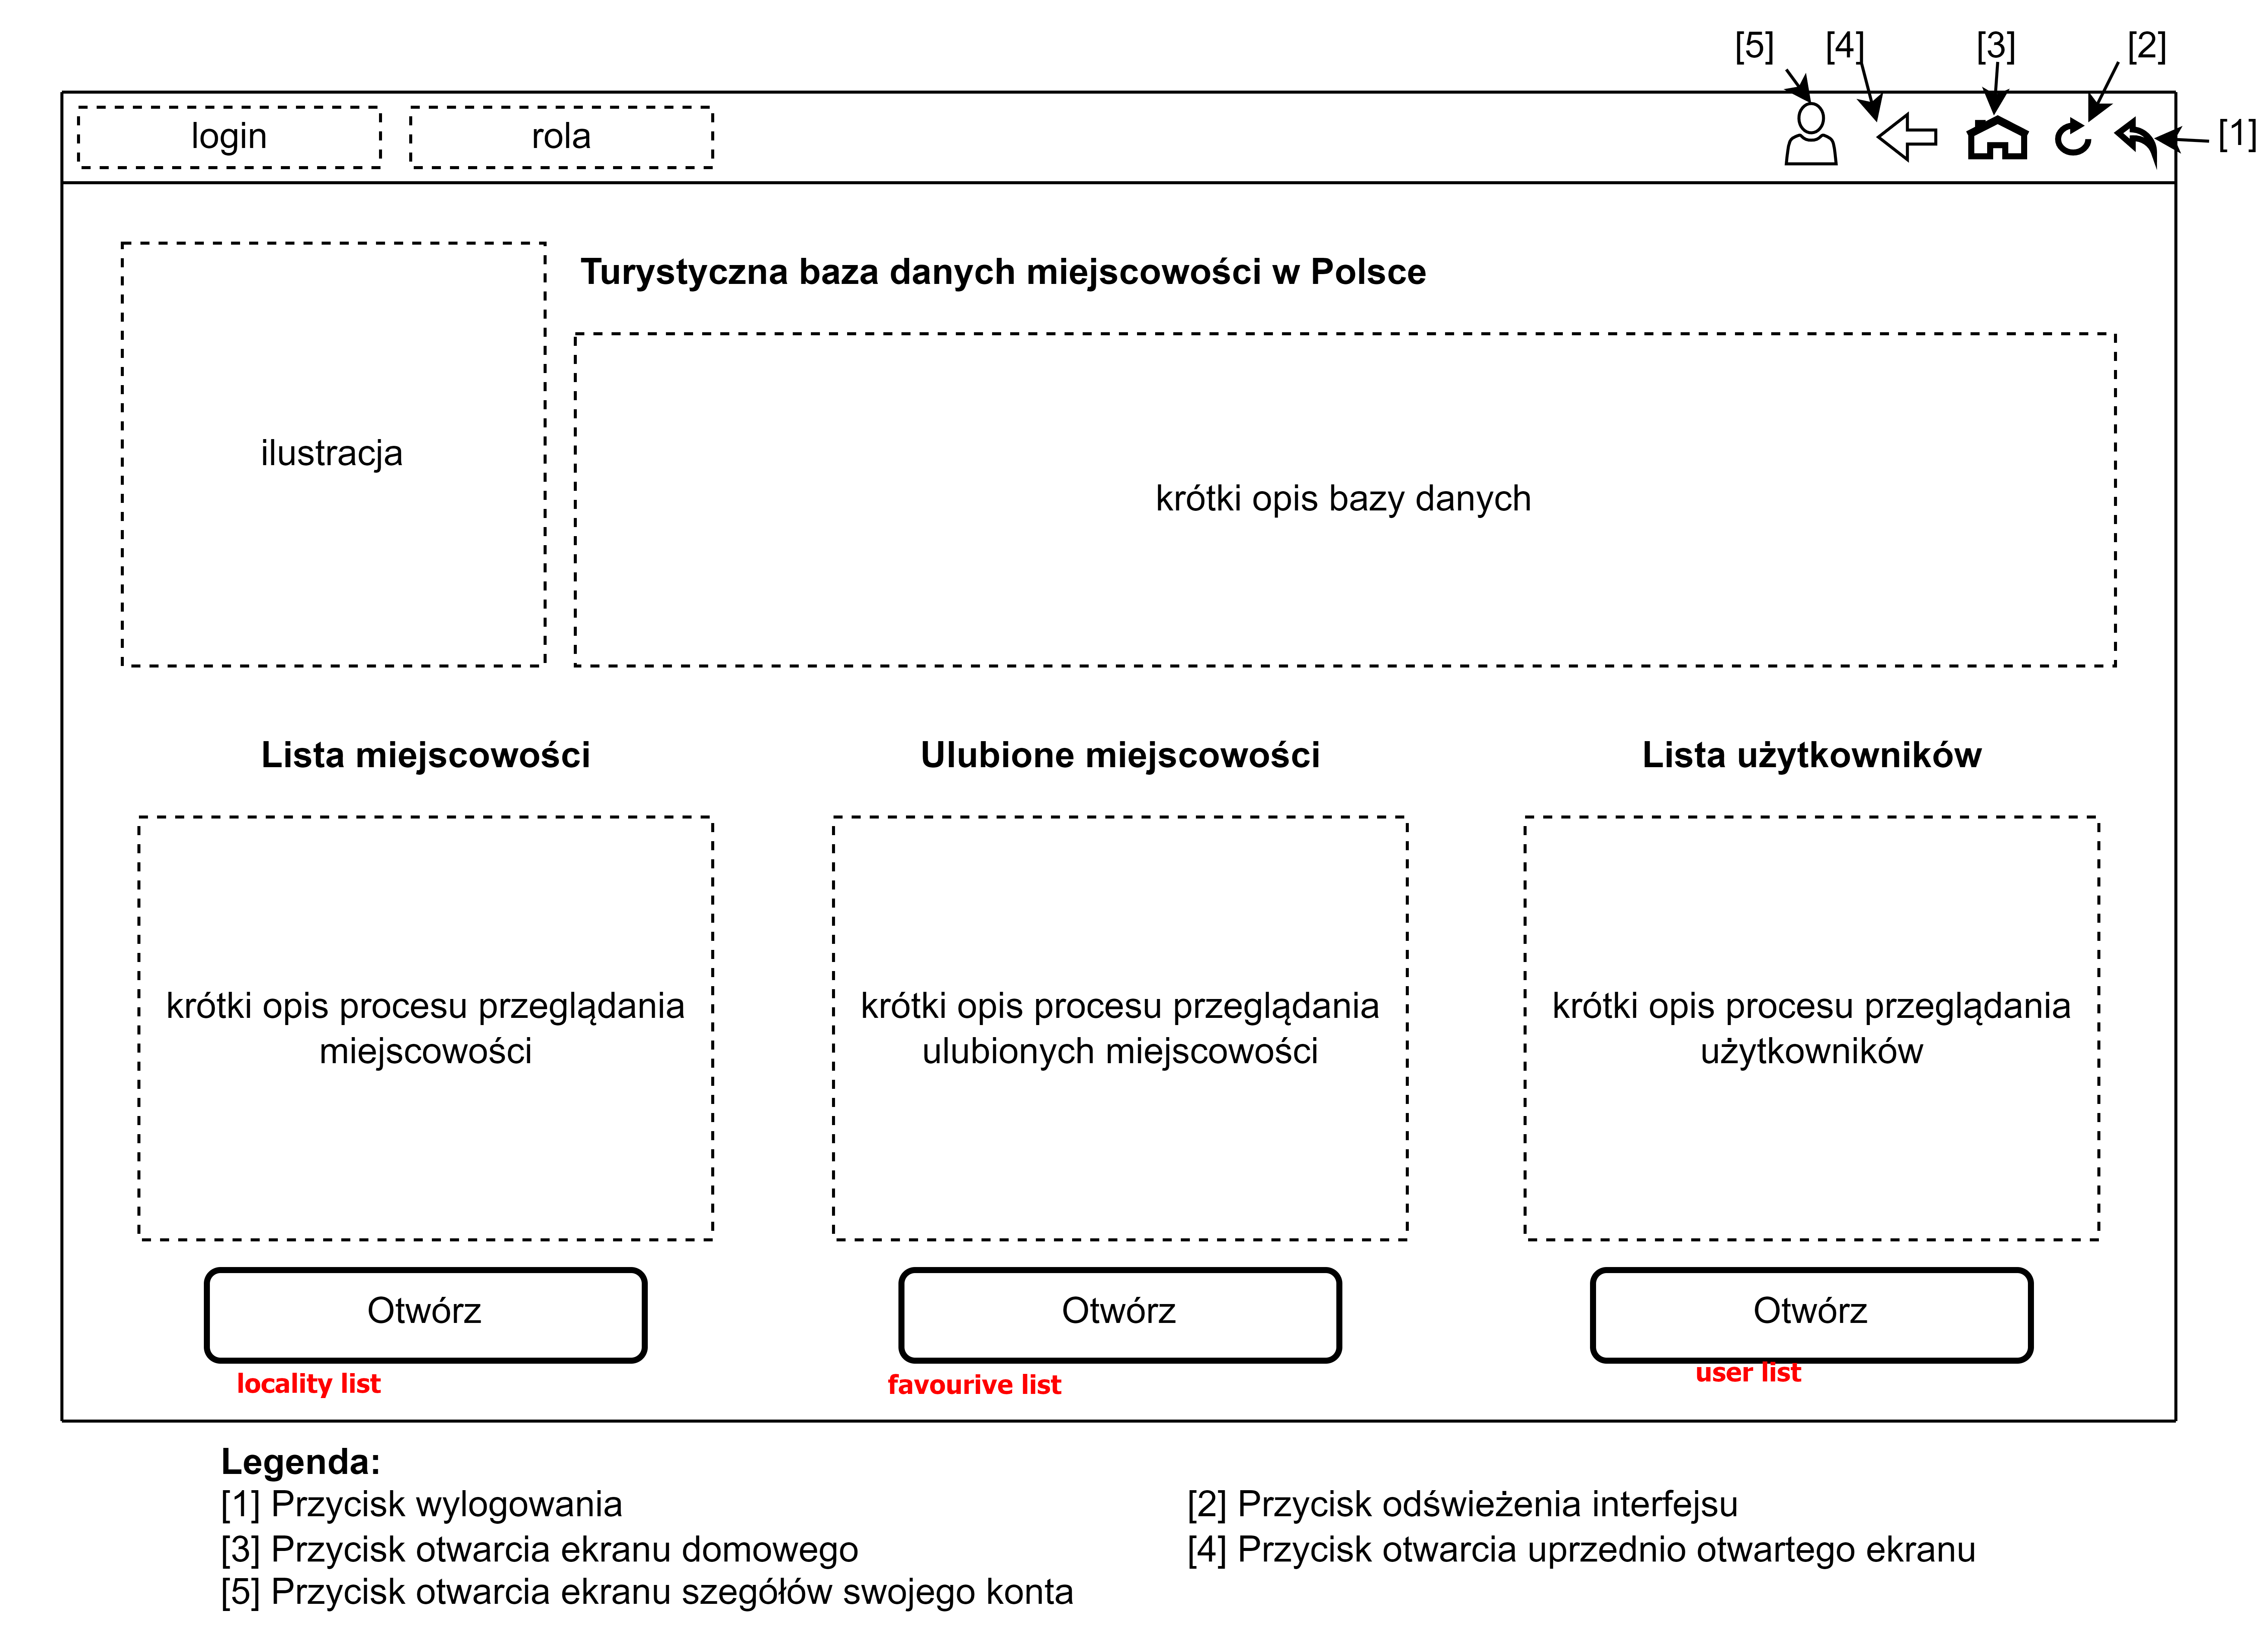 [5] [4] [3] [2]
login rola [1]
Turystyczna baza danych miejscowości w Polsce
ilustracja
krótki opis bazy danych
Lista miejscowości Ulubione miejscowości Lista użytkowników
krótki opis procesu przeglądania
miejscowości
krótki opis procesu przeglądania
ulubionych miejscowości
krótki opis procesu przeglądania
użytkowników
Otwórz Otwórz Otwórz
locality list favourive list user list
Legenda:
[1] Przycisk wylogowania [2] Przycisk odświeżenia interfejsu
[3] Przycisk otwarcia ekranu domowego [4] Przycisk otwarcia uprzednio otwartego ekranu
[5] Przycisk otwarcia ekranu szegółów swojego konta